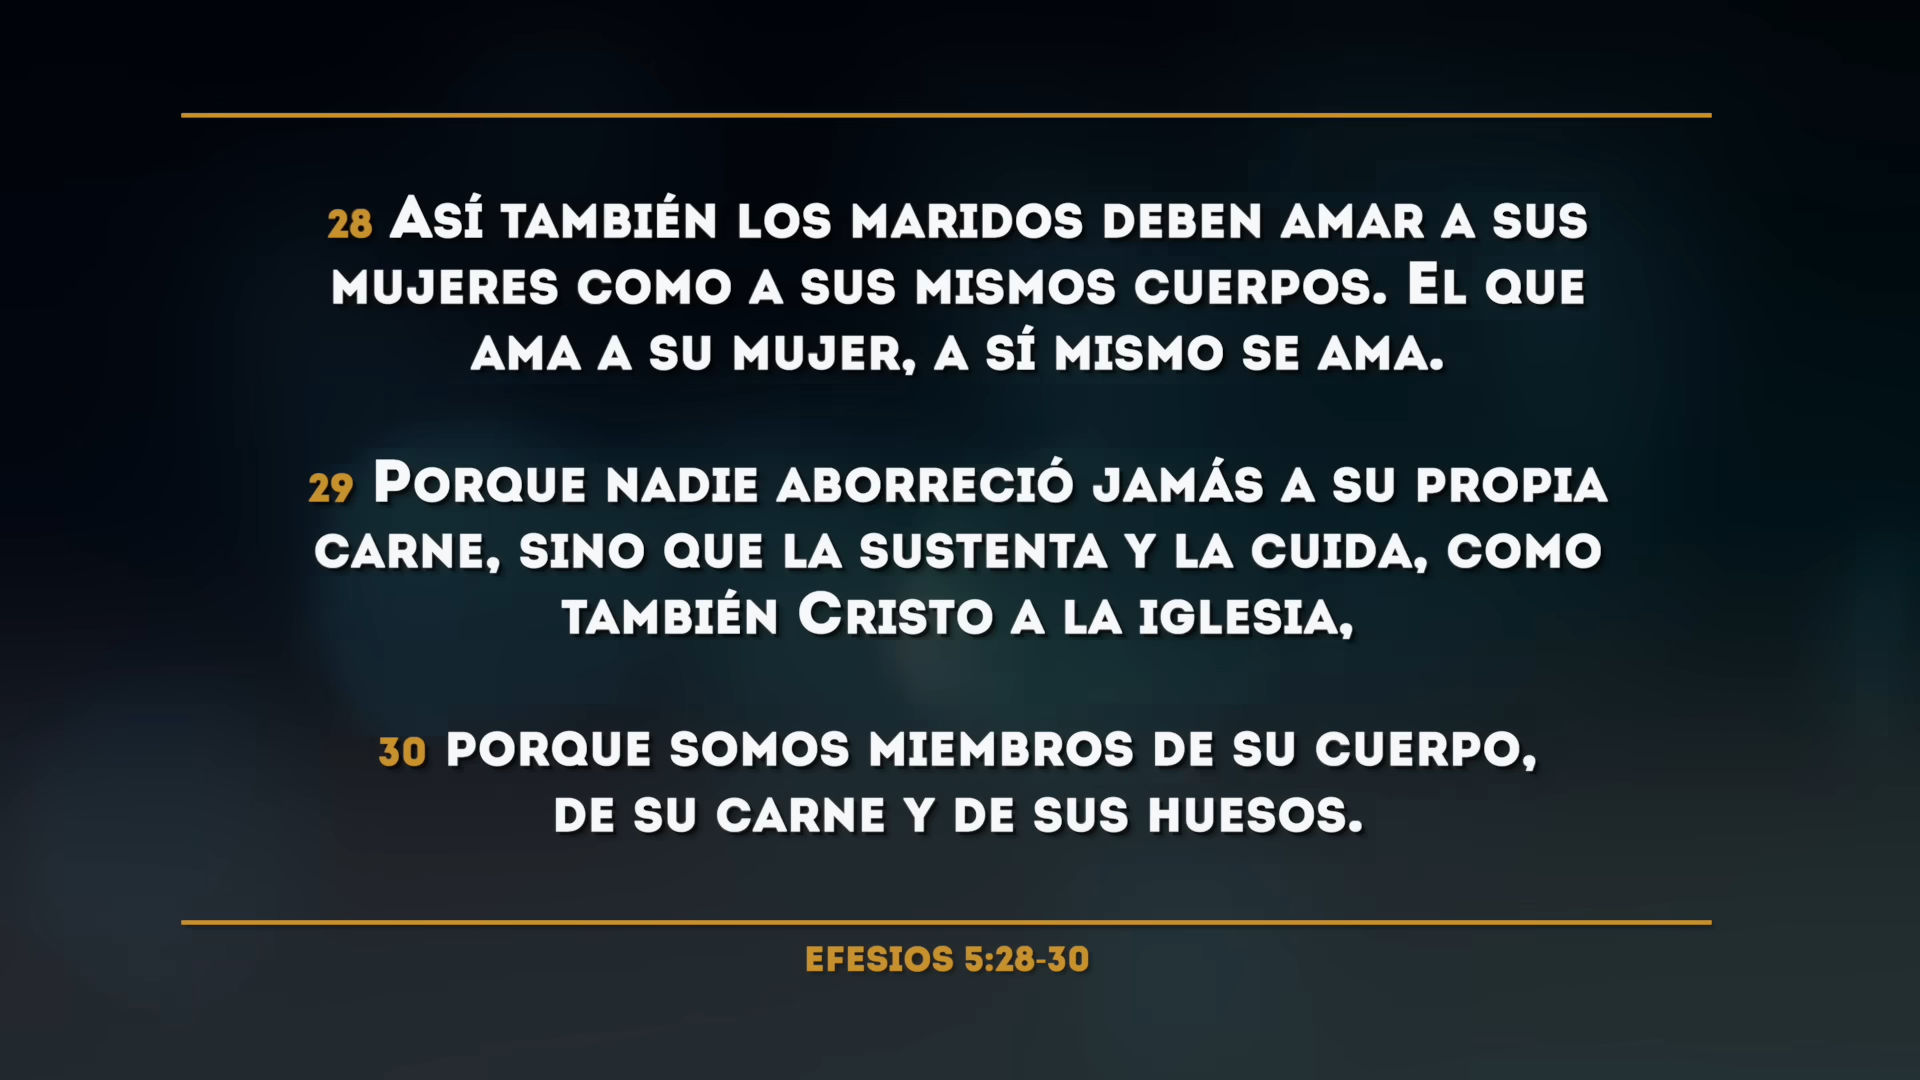 28 Así también los maridos deben amar a sus
mujeres como a sus mismos cuerpos. El que
ama a su mujer, a sí mismo se ama.
29 Porque nadie aborreció jamás a su propia
carne, sino que la sustenta y la cuida, como
también Cristo a la iglesia,
30 porque somos miembros de su cuerpo,
de su carne y de sus huesos.
EFESIOS 5:28-30